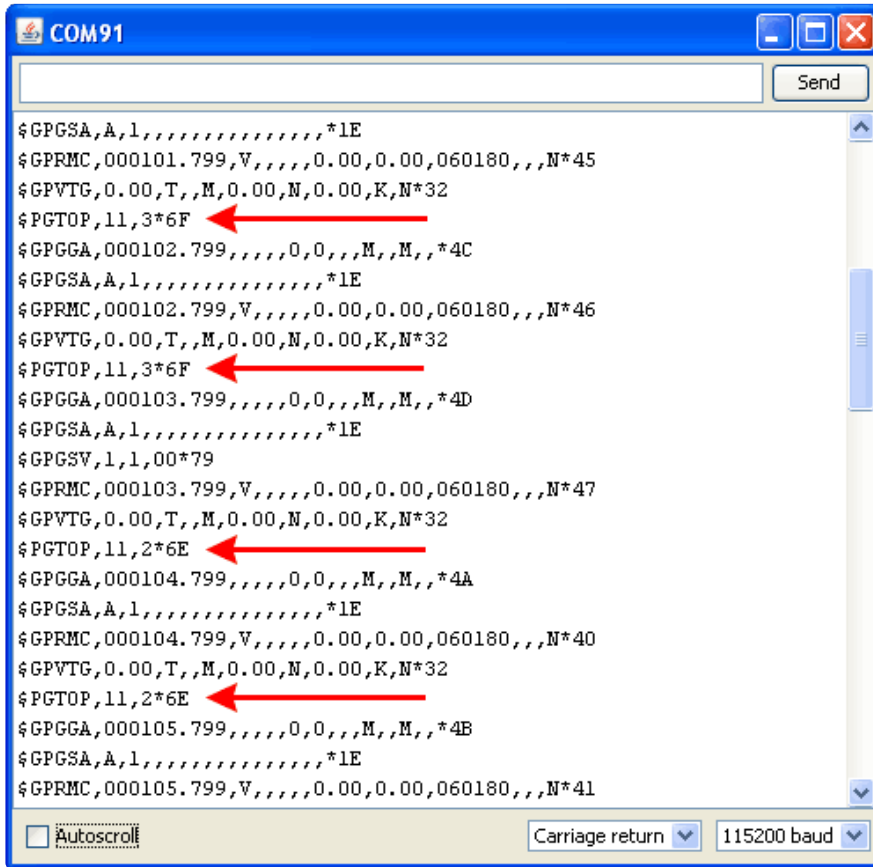 COM91
Send
$GPGSA,A,1,,,,,,,,,,,,,,,*1E
$GPRMC,000101.799,V,,,,,0.00,0.00,060180,,,N*45
$GPVTG,0.00,T,,M,0.00,N,0.00,K,N*32
$PGTOP,11,3*6F
$GPGGA,000102.799,,,,,0,0,,,M,,M,,*4C
$GPGSA,A,1,,,,,,,,,,,,,,,*1E
$GPRMC,000102.799,V,,,,,0.00,0.00,060180,,,N*46
$GPVTG,0.00,T,,M,0.00,N,0.00,K,N*32
$PGTOP,11,3*6F
$GPGGA,000103.799,,,,,0,0,,,M,,M,,*4D
$GPGSA,A,1,,,,,,,,,,,,,,,*1E
$GPGSV,1,1,00*79
$GPRMC,000103.799,V,,,,,0.00,0.00,060180,,,N*47
$GPVTG,0.00,T,,M,0.00,N,0.00,K,N*32
$PGTOP,11,2*6E
$GPGGA,000104.799,,,,,0,0,,,M,,M,,*4A
$GPGSA,A,1,,,,,,,,,,,,,,,*1E
$GPRMC,000104.799,V,,,,,0.00,0.00,060180,,,N*40
$GPVTG,0.00,T,,M,0.00,N,0.00,K,N*32
$PGTOP,11,2*6E
$GPGGA,000105.799,,,,,0,0,,,M,,M,,*4B
$GPGSA,A,1,,,,,,,,,,,,,,,*1E
$GPRMC,000105.799,V,,,,,0.00,0.00,060180,,,N*41
Autoscroll
Carriage return
115200 baud